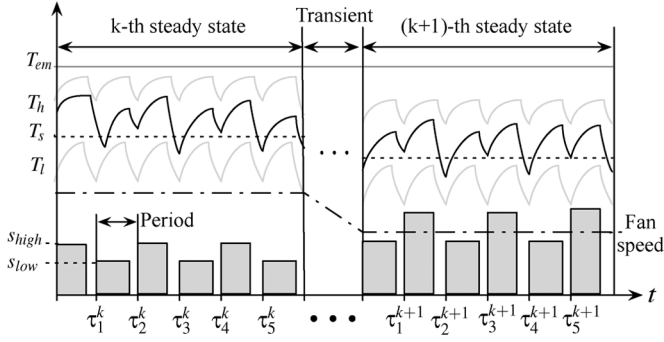 Transient
k-th steady state
(k+1)-th steady state
T_em
T_h
T_s
T_l
. . .
Period
Fan
speed
s_high
s_low
t
τ_1^k τ_2^k τ_3^k τ_4^k τ_5^k • • • τ_1^{k+1} τ_2^{k+1} τ_3^{k+1} τ_4^{k+1} τ_5^{k+1}